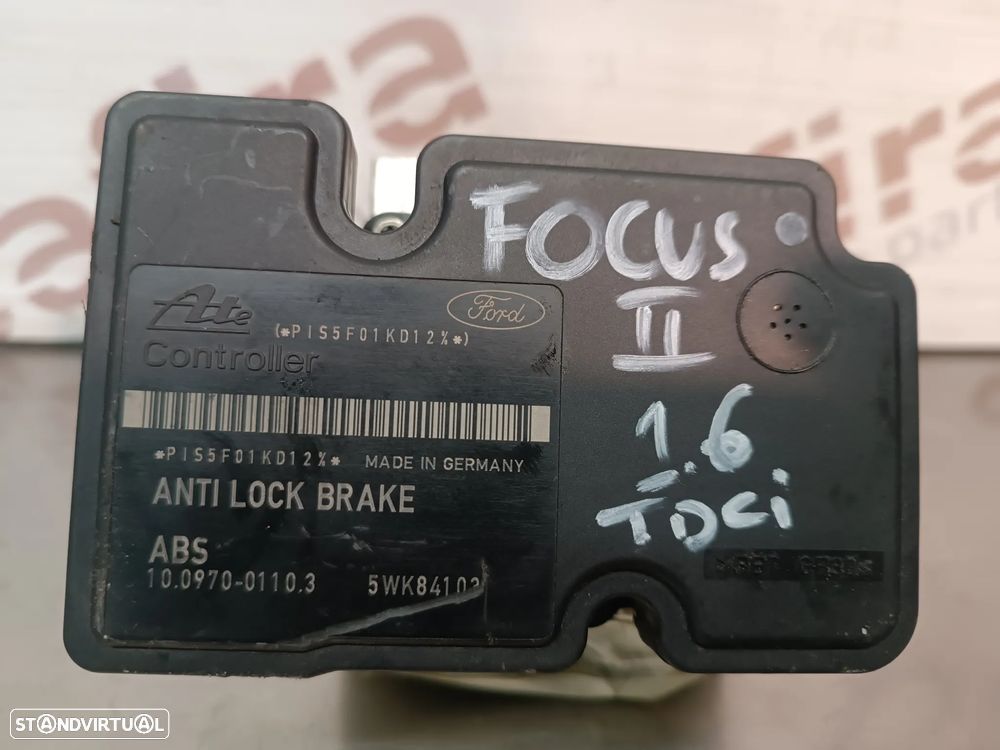 Ate
Ford
(*PIS5F01KD12%*)
Controller
*PIS5F01KD12%* MADE IN GERMANY
ANTI LOCK BRAKE
ABS
10.0970-0110.3 5WK84103
FOCUS
II
1.6
TDCi
STANDVIRTUAL